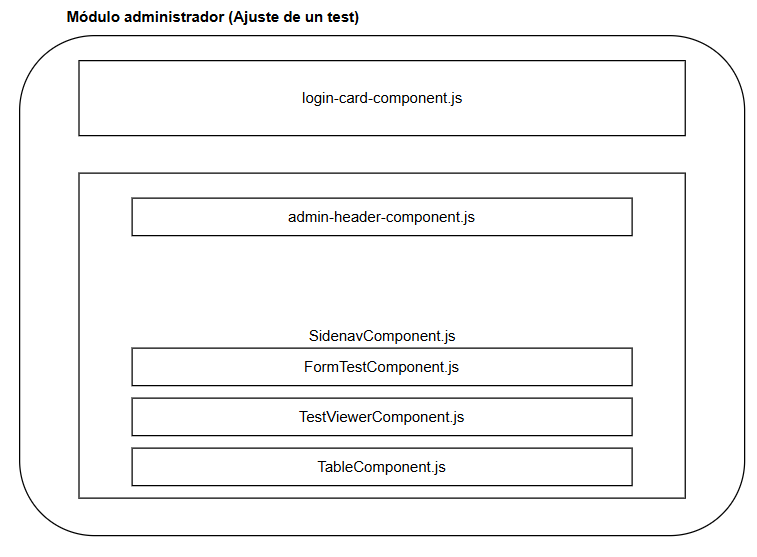 Módulo administrador (Ajuste de un test)
login-card-component.js
admin-header-component.js
SidenavComponent.js
FormTestComponent.js
TestViewerComponent.js
TableComponent.js